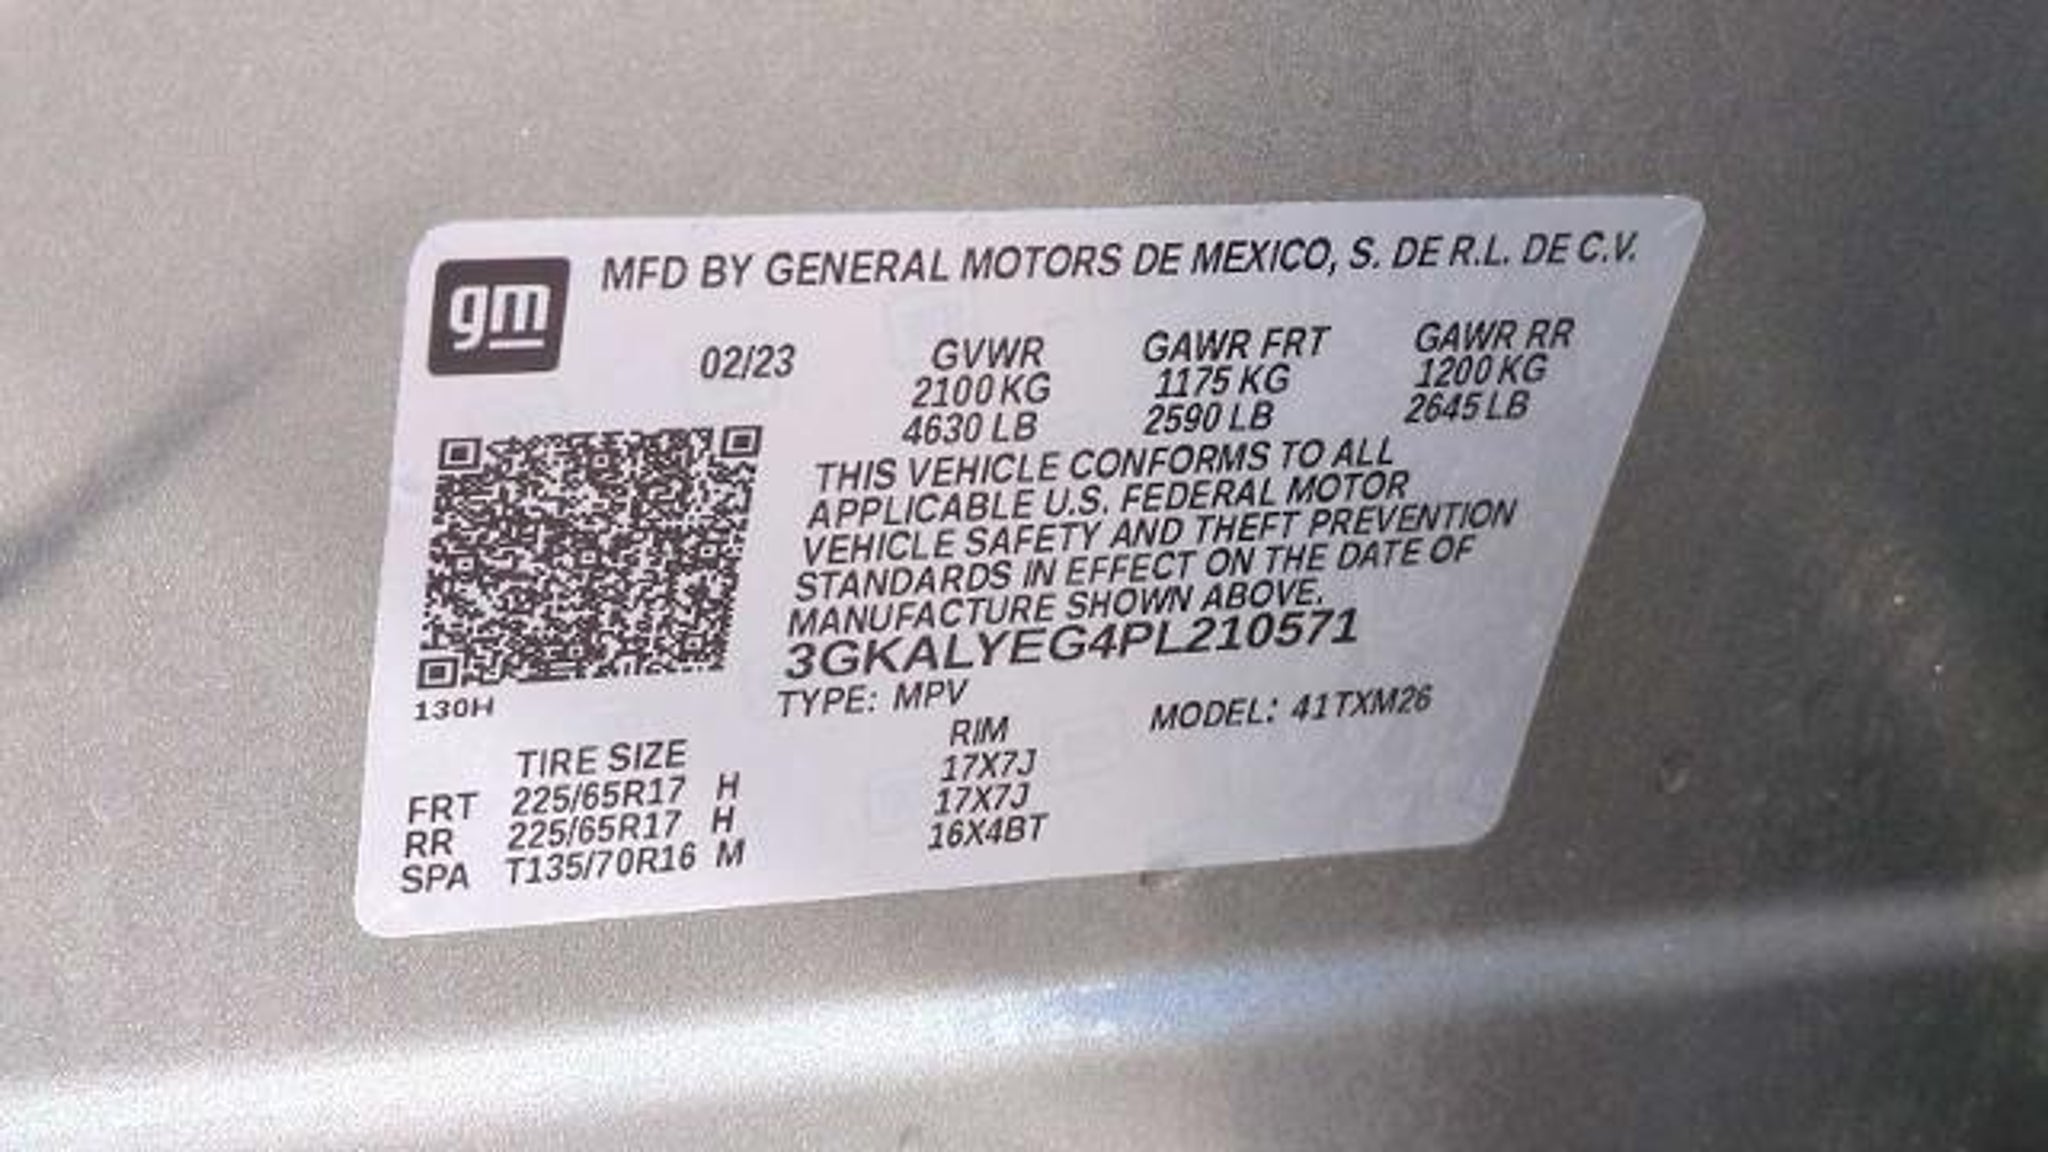 gm MFD BY GENERAL MOTORS DE MEXICO, S. DE R.L. DE C.V.
02/23 GVWR GAWR FRT GAWR RR
2100 KG 1175 KG 1200 KG
4630 LB 2590 LB 2645 LB
THIS VEHICLE CONFORMS TO ALL
APPLICABLE U.S. FEDERAL MOTOR
VEHICLE SAFETY AND THEFT PREVENTION
STANDARDS IN EFFECT ON THE DATE OF
MANUFACTURE SHOWN ABOVE.
3GKALYEG4PL210571
130H TYPE: MPV MODEL: 41TXM26
TIRE SIZE RIM
FRT 225/65R17 H 17X7J
RR 225/65R17 H 17X7J
SPA T135/70R16 M 16X4BT